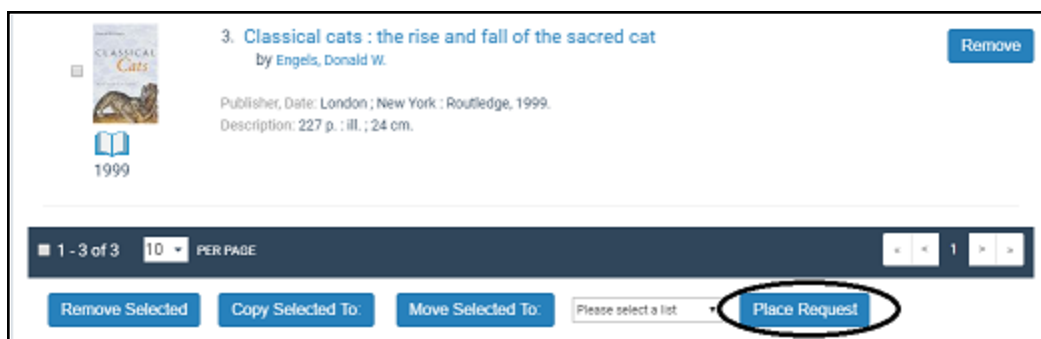 3. Classical cats : the rise and fall of the sacred cat
Remove
by Engels, Donald W.
CLASSICAL
Cats
Publisher, Date: London ; New York : Routledge, 1999.
Description: 227 p. : ill. ; 24 cm.
1999
1 - 3 of 3 10 PER PAGE « < 1 > »
Remove Selected Copy Selected To: Move Selected To: Please select a list Place Request